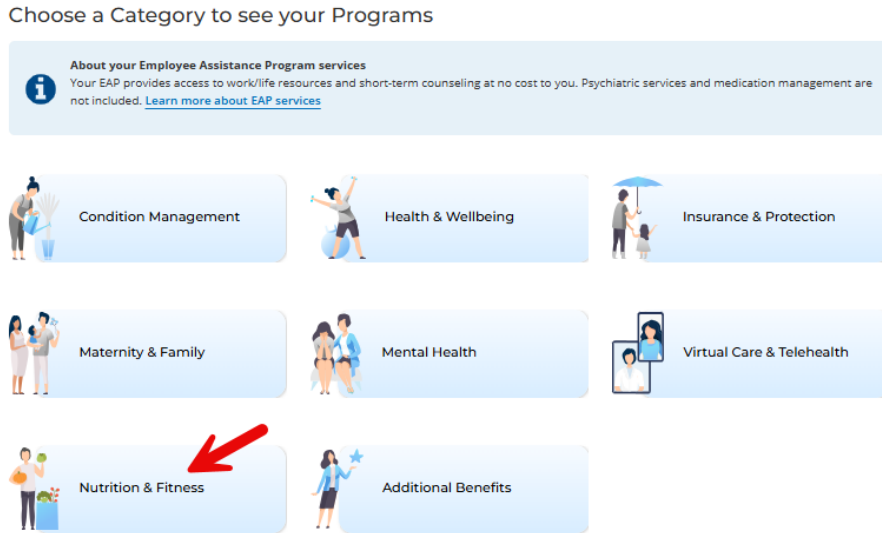 Choose a Category to see your Programs
About your Employee Assistance Program services
Your EAP provides access to work/life resources and short-term counseling at no cost to you. Psychiatric services and medication management are
not included. Learn more about EAP services
Condition Management
Health & Wellbeing
Insurance & Protection
Maternity & Family
Mental Health
Virtual Care & Telehealth
Nutrition & Fitness
Additional Benefits